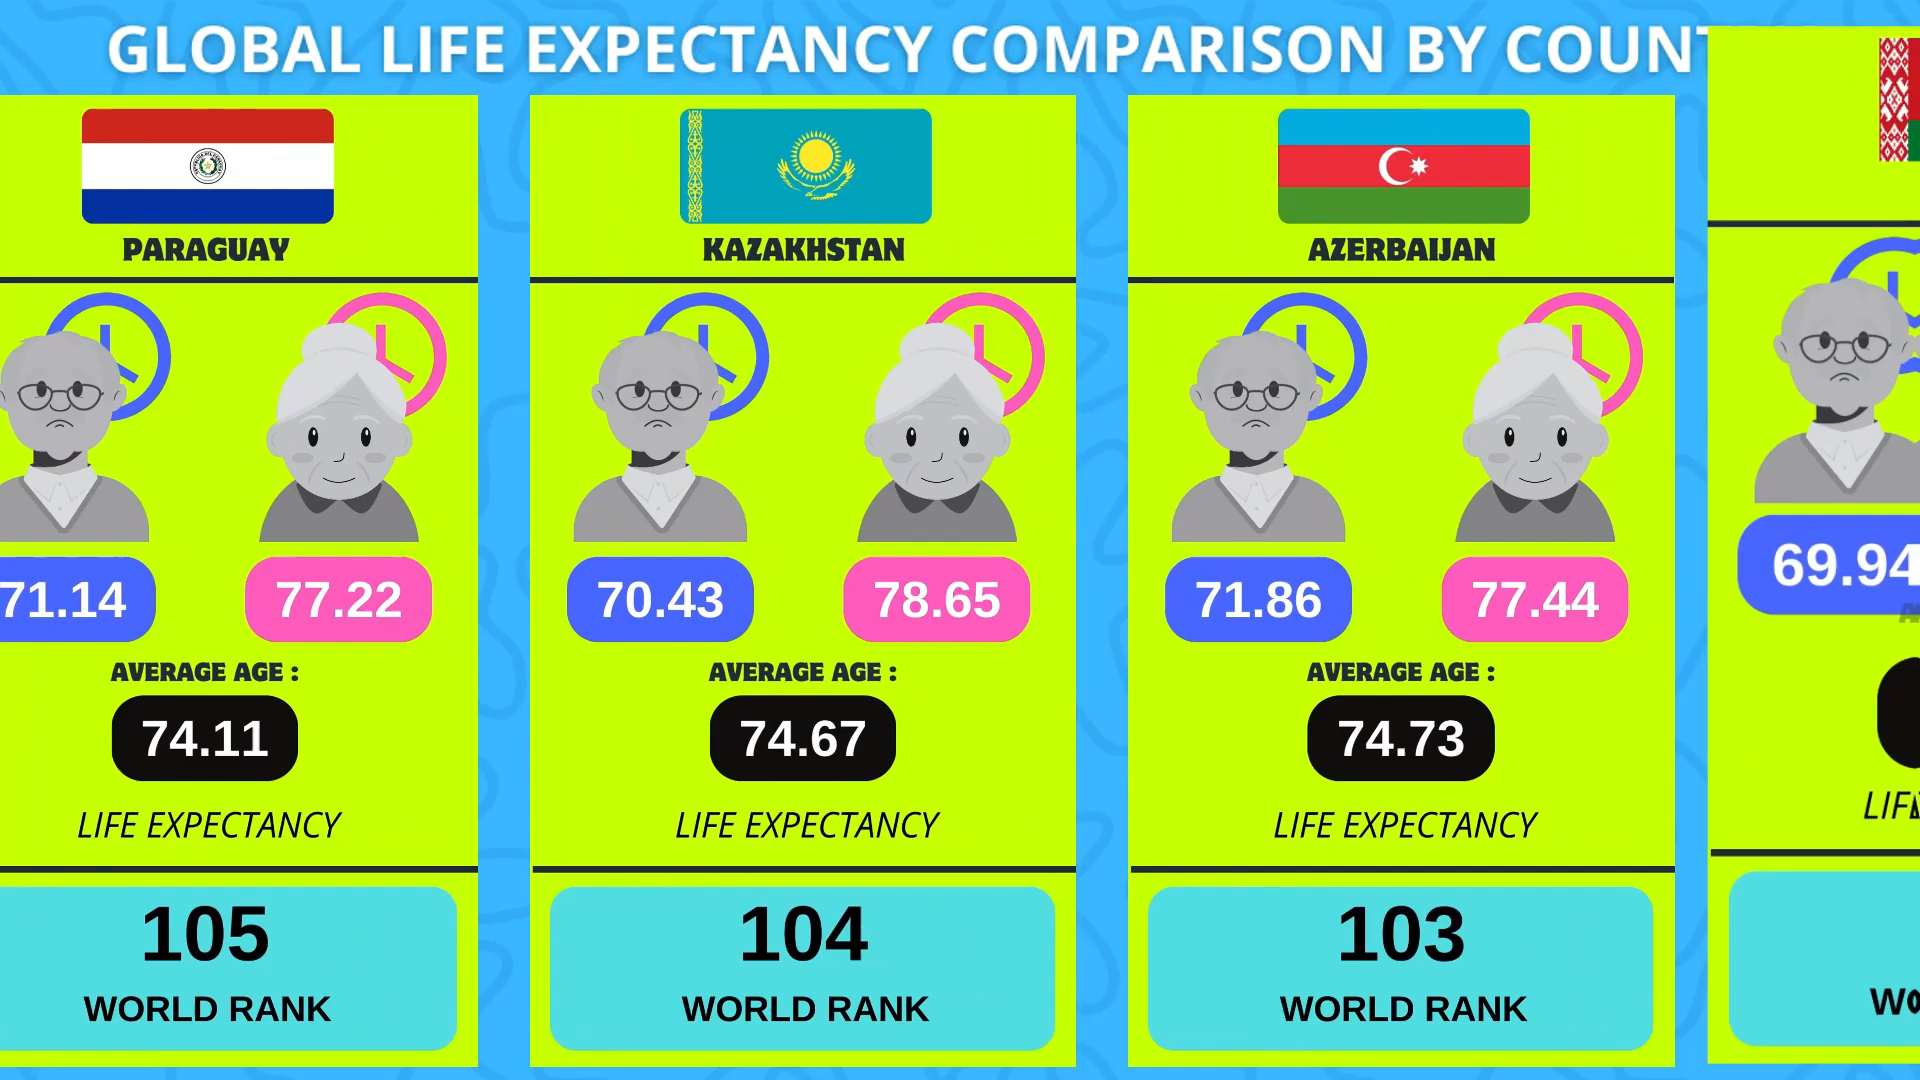 GLOBAL LIFE EXPECTANCY COMPARISON BY COUNT
PARAGUAY
71.14
77.22
AVERAGE AGE :
74.11
LIFE EXPECTANCY
105
WORLD RANK
KAZAKHSTAN
70.43
78.65
AVERAGE AGE :
74.67
LIFE EXPECTANCY
104
WORLD RANK
AZERBAIJAN
71.86
77.44
AVERAGE AGE :
74.73
LIFE EXPECTANCY
103
WORLD RANK
69.94